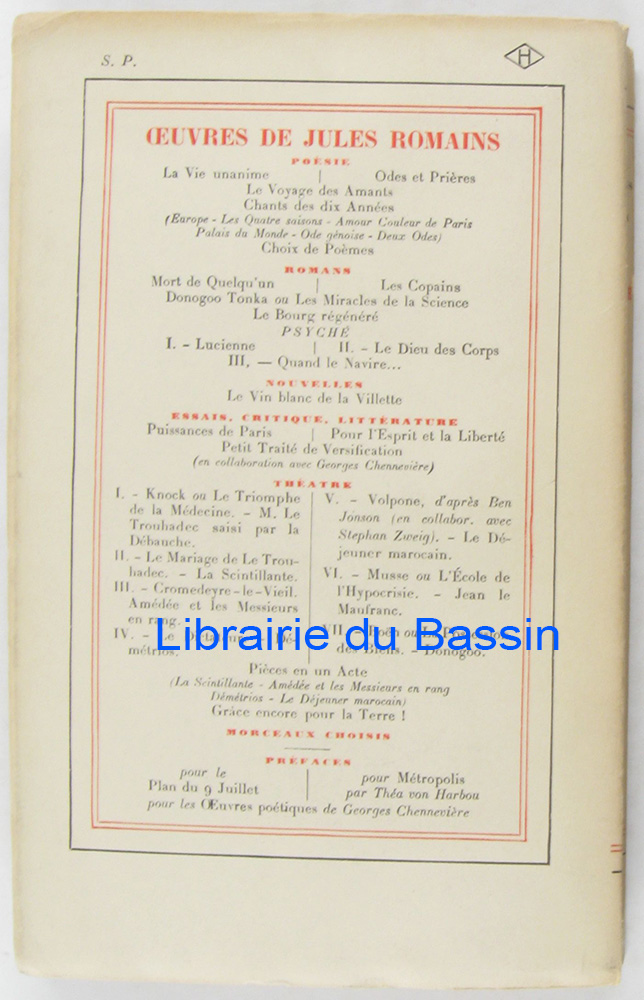 S. P.
H
ŒUVRES DE JULES ROMAINS
POÉSIE
La Vie unanime | Odes et Prières
Le Voyage des Amants
Chants des dix Années
(Europe - Les Quatre saisons - Amour Couleur de Paris
Palais du Monde - Ode génoise - Deux Odes)
Choix de Poèmes
ROMANS
Mort de Quelqu'un | Les Copains
Donogoo Tonka ou Les Miracles de la Science
Le Bourg régénéré
PSYCHÉ
I. - Lucienne | II. - Le Dieu des Corps
III. — Quand le Navire...
NOUVELLES
Le Vin blanc de la Villette
ESSAIS, CRITIQUE, LITTÉRATURE
Puissances de Paris | Pour l'Esprit et la Liberté
Petit Traité de Versification
(en collaboration avec Georges Chennevière)
THÉATRE
I. - Knock ou Le Triomphe
de la Médecine. - M. Le
Trouhadec saisi par la
Débauche.
II. - Le Mariage de Le Trou-
hadec. - La Scintillante.
III. - Cromedeyre-le-Vieil.
Amédée et les Messieurs
en rang.
IV. - Le Dé-
métrios.
V. - Volpone, d'après Ben
Jonson (en collabor. avec
Stephan Zweig). - Le Dé-
jeuner marocain.
VI. - Musse ou L'École de
l'Hypocrisie. - Jean le
Maufranc.
VII. - Boën ou
des Biens. - Donogoo.
Librairie du Bassin
Pièces en un Acte
(La Scintillante - Amédée et les Messieurs en rang
Démétrios - Le Déjeuner marocain)
Grâce encore pour la Terre !
MORCEAUX CHOISIS
PRÉFACES
pour le
Plan du 9 Juillet
pour Métropolis
par Théa von Harbou
pour les Œuvres poétiques de Georges Chennevière